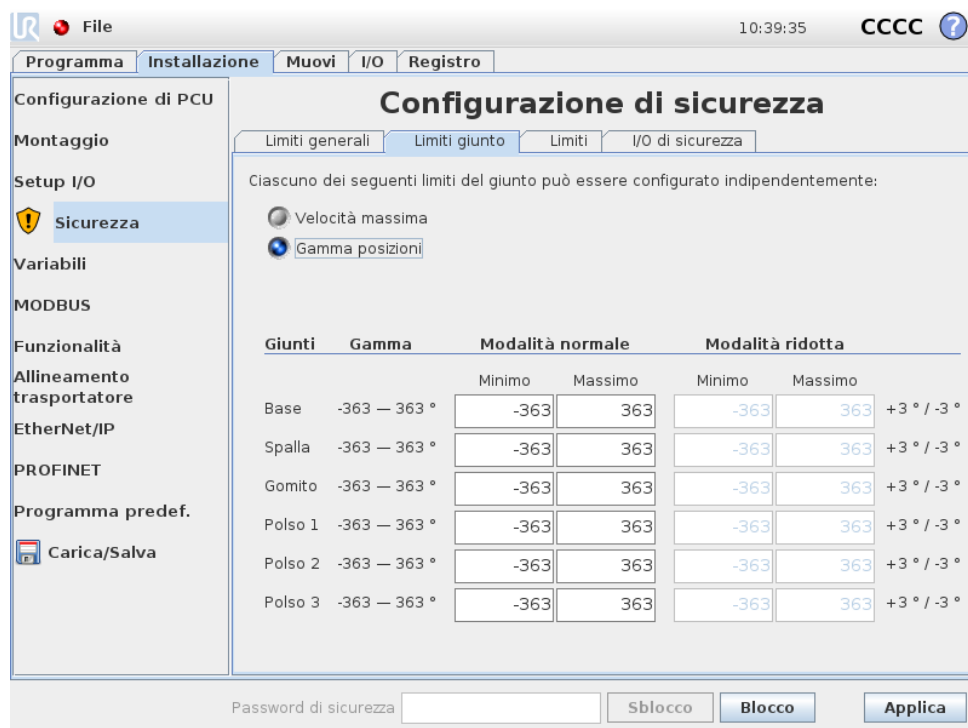 UR File 10:39:35 CCCC ?
Programma Installazione Muovi I/O Registro
Configurazione di PCU
Montaggio
Setup I/O
Sicurezza
Variabili
MODBUS
Funzionalità
Allineamento
trasportatore
EtherNet/IP
PROFINET
Programma predef.
Carica/Salva
Configurazione di sicurezza
Limiti generali Limiti giunto Limiti I/O di sicurezza
Ciascuno dei seguenti limiti del giunto può essere configurato indipendentemente:
Velocità massima
Gamma posizioni
Giunti Gamma Modalità normale Modalità ridotta
Minimo Massimo Minimo Massimo
Base -363 — 363 ° -363 363 -363 363 +3 ° / -3 °
Spalla -363 — 363 ° -363 363 -363 363 +3 ° / -3 °
Gomito -363 — 363 ° -363 363 -363 363 +3 ° / -3 °
Polso 1 -363 — 363 ° -363 363 -363 363 +3 ° / -3 °
Polso 2 -363 — 363 ° -363 363 -363 363 +3 ° / -3 °
Polso 3 -363 — 363 ° -363 363 -363 363 +3 ° / -3 °
Password di sicurezza Sblocco Blocco Applica